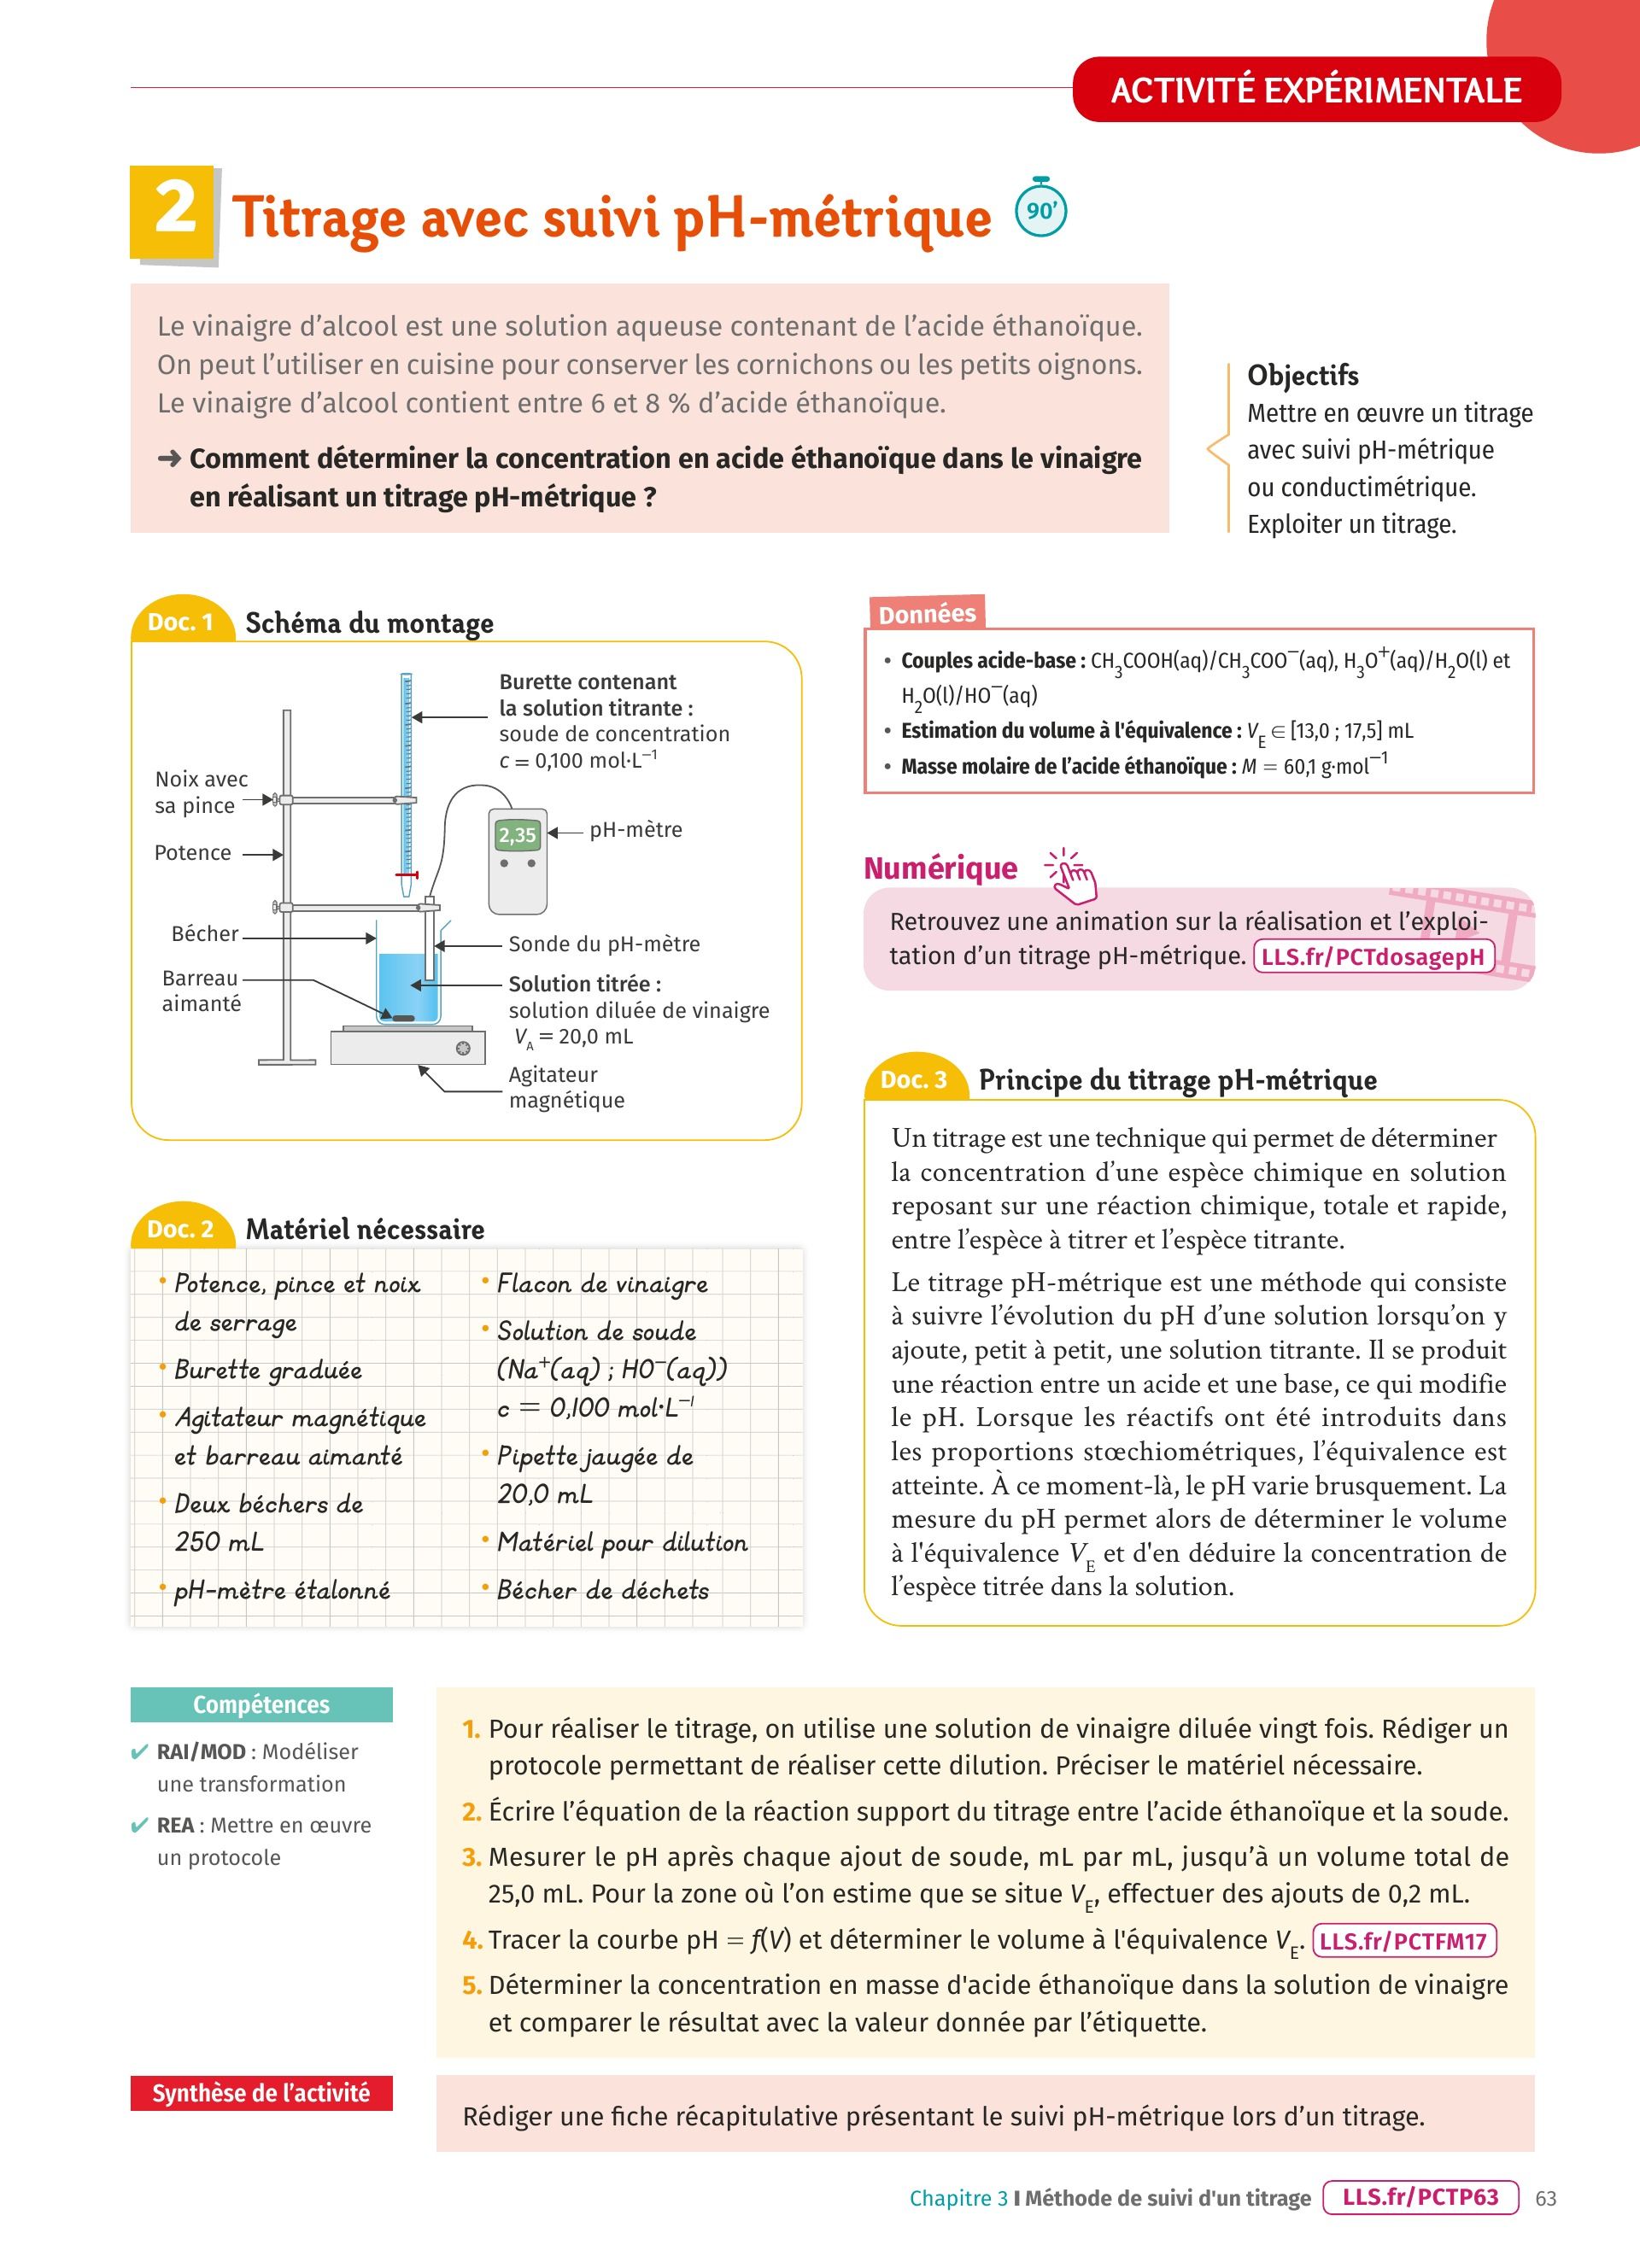 ACTIVITÉ EXPÉRIMENTALE
2 Titrage avec suivi pH-métrique 90’
Le vinaigre d’alcool est une solution aqueuse contenant de l’acide éthanoïque.
On peut l’utiliser en cuisine pour conserver les cornichons ou les petits oignons.
Le vinaigre d’alcool contient entre 6 et 8 % d’acide éthanoïque.
➜ Comment déterminer la concentration en acide éthanoïque dans le vinaigre
en réalisant un titrage pH-métrique ?
Objectifs
Mettre en œuvre un titrage
avec suivi pH-métrique
ou conductimétrique.
Exploiter un titrage.
Doc. 1 Schéma du montage
Burette contenant
la solution titrante :
soude de concentration
c = 0,100 mol·L⁻¹
Noix avec
sa pince
Potence
2,35
pH-mètre
Bécher
Sonde du pH-mètre
Barreau
aimanté
Solution titrée :
solution diluée de vinaigre
V_A = 20,0 mL
Agitateur
magnétique
Données
• Couples acide-base : CH₃COOH(aq)/CH₃COO⁻(aq), H₃O⁺(aq)/H₂O(l) et
H₂O(l)/HO⁻(aq)
• Estimation du volume à l'équivalence : V_E ∈ [13,0 ; 17,5] mL
• Masse molaire de l’acide éthanoïque : M = 60,1 g·mol⁻¹
Numérique
Retrouvez une animation sur la réalisation et l’exploi-
tation d’un titrage pH-métrique. LLS.fr/PCTdosagepH
Doc. 2 Matériel nécessaire
• Potence, pince et noix
de serrage
• Burette graduée
• Agitateur magnétique
et barreau aimanté
• Deux béchers de
250 mL
• pH-mètre étalonné
• Flacon de vinaigre
• Solution de soude
(Na⁺(aq) ; HO⁻(aq))
c = 0,100 mol·L⁻¹
• Pipette jaugée de
20,0 mL
• Matériel pour dilution
• Bécher de déchets
Doc. 3 Principe du titrage pH-métrique
Un titrage est une technique qui permet de déterminer
la concentration d’une espèce chimique en solution
reposant sur une réaction chimique, totale et rapide,
entre l’espèce à titrer et l’espèce titrante.
Le titrage pH-métrique est une méthode qui consiste
à suivre l’évolution du pH d’une solution lorsqu’on y
ajoute, petit à petit, une solution titrante. Il se produit
une réaction entre un acide et une base, ce qui modifie
le pH. Lorsque les réactifs ont été introduits dans
les proportions stœchiométriques, l’équivalence est
atteinte. À ce moment-là, le pH varie brusquement. La
mesure du pH permet alors de déterminer le volume
à l'équivalence V_E et d'en déduire la concentration de
l’espèce titrée dans la solution.
Compétences
✔ RAI/MOD : Modéliser
une transformation
✔ REA : Mettre en œuvre
un protocole
1. Pour réaliser le titrage, on utilise une solution de vinaigre diluée vingt fois. Rédiger un
protocole permettant de réaliser cette dilution. Préciser le matériel nécessaire.
2. Écrire l’équation de la réaction support du titrage entre l’acide éthanoïque et la soude.
3. Mesurer le pH après chaque ajout de soude, mL par mL, jusqu’à un volume total de
25,0 mL. Pour la zone où l’on estime que se situe V_E, effectuer des ajouts de 0,2 mL.
4. Tracer la courbe pH = f(V) et déterminer le volume à l'équivalence V_E. LLS.fr/PCTFM17
5. Déterminer la concentration en masse d'acide éthanoïque dans la solution de vinaigre
et comparer le résultat avec la valeur donnée par l’étiquette.
Synthèse de l’activité
Rédiger une fiche récapitulative présentant le suivi pH-métrique lors d’un titrage.
Chapitre 3 I Méthode de suivi d'un titrage LLS.fr/PCTP63 63